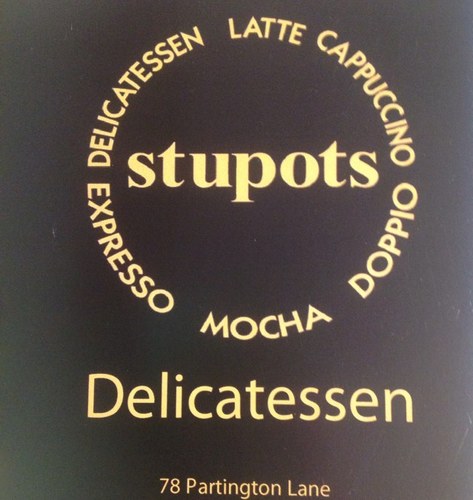 DELICATESSEN LATTE CAPPUCCINO DOPPIO MOCHA EXPRESSO
stupots
Delicatessen
78 Partington Lane